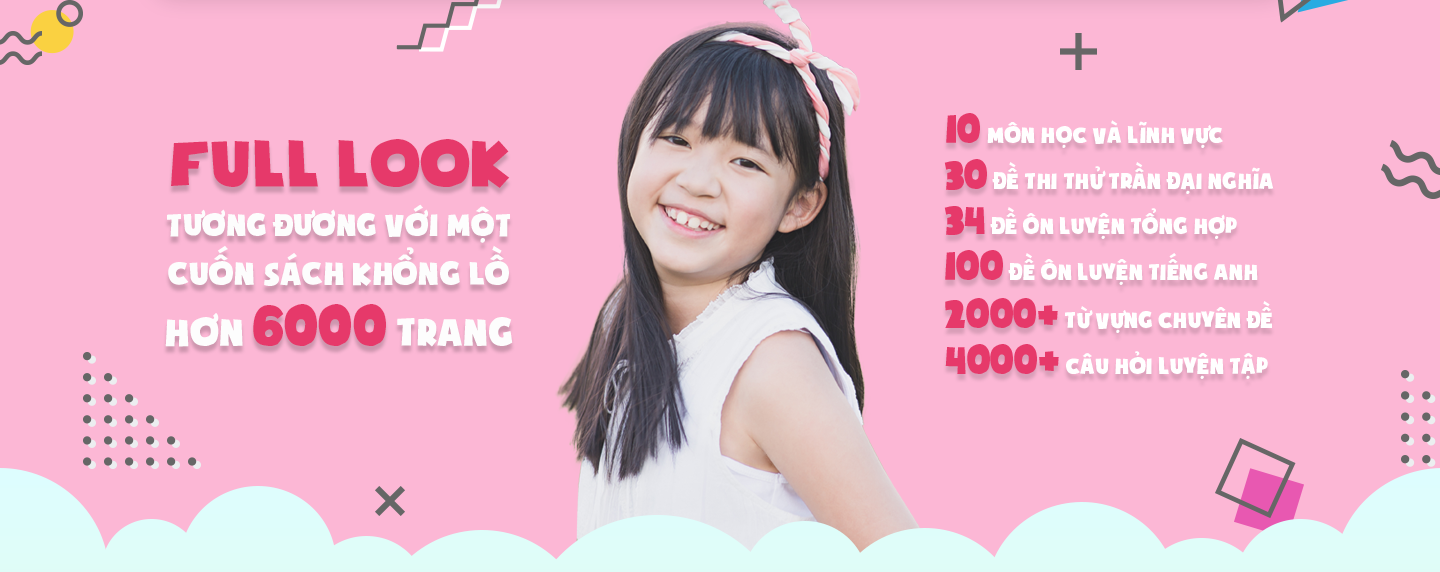 FULL LOOK
TƯƠNG ĐƯƠNG VỚI MỘT
CUỐN SÁCH KHỔNG LỒ
HƠN 6000 TRANG
10 MÔN HỌC VÀ LĨNH VỰC
30 ĐỀ THI THỬ TRẦN ĐẠI NGHĨA
34 ĐỀ ÔN LUYỆN TỔNG HỢP
100 ĐỀ ÔN LUYỆN TIẾNG ANH
2000+ TỪ VỰNG CHUYÊN ĐỀ
4000+ CÂU HỎI LUYỆN TẬP